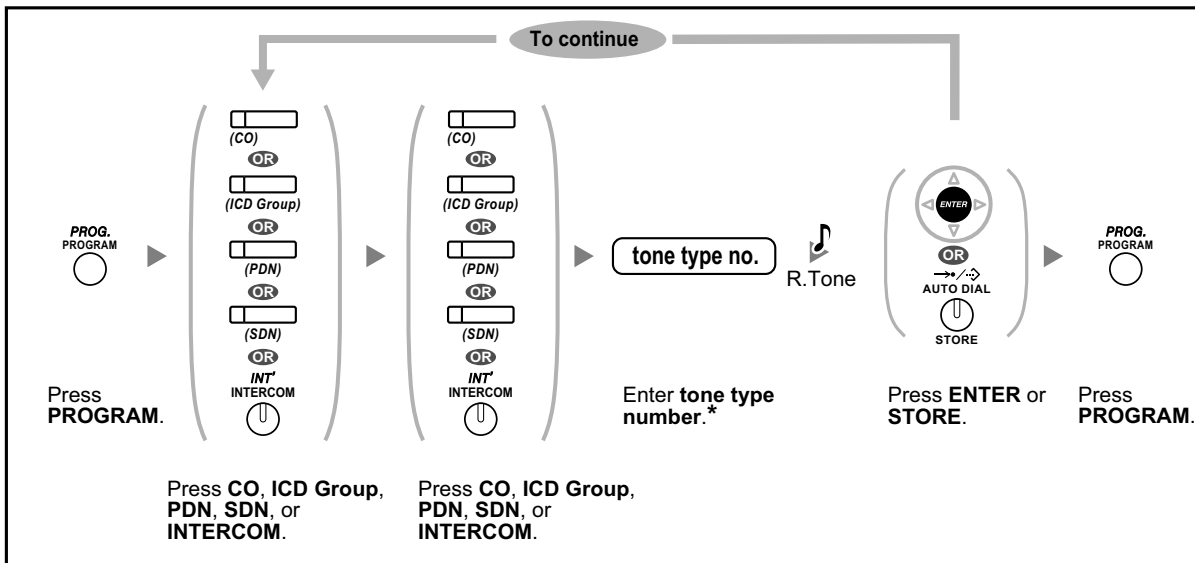 To continue
PROG.
PROGRAM
Press
PROGRAM.
(CO)
OR
(ICD Group)
OR
(PDN)
OR
(SDN)
OR
INT'
INTERCOM
Press CO, ICD Group,
PDN, SDN, or
INTERCOM.
(CO)
OR
(ICD Group)
OR
(PDN)
OR
(SDN)
OR
INT'
INTERCOM
Press CO, ICD Group,
PDN, SDN, or
INTERCOM.
tone type no.
Enter tone type
number.*
R.Tone
ENTER
OR
AUTO DIAL
STORE
Press ENTER or
STORE.
PROG.
PROGRAM
Press
PROGRAM.